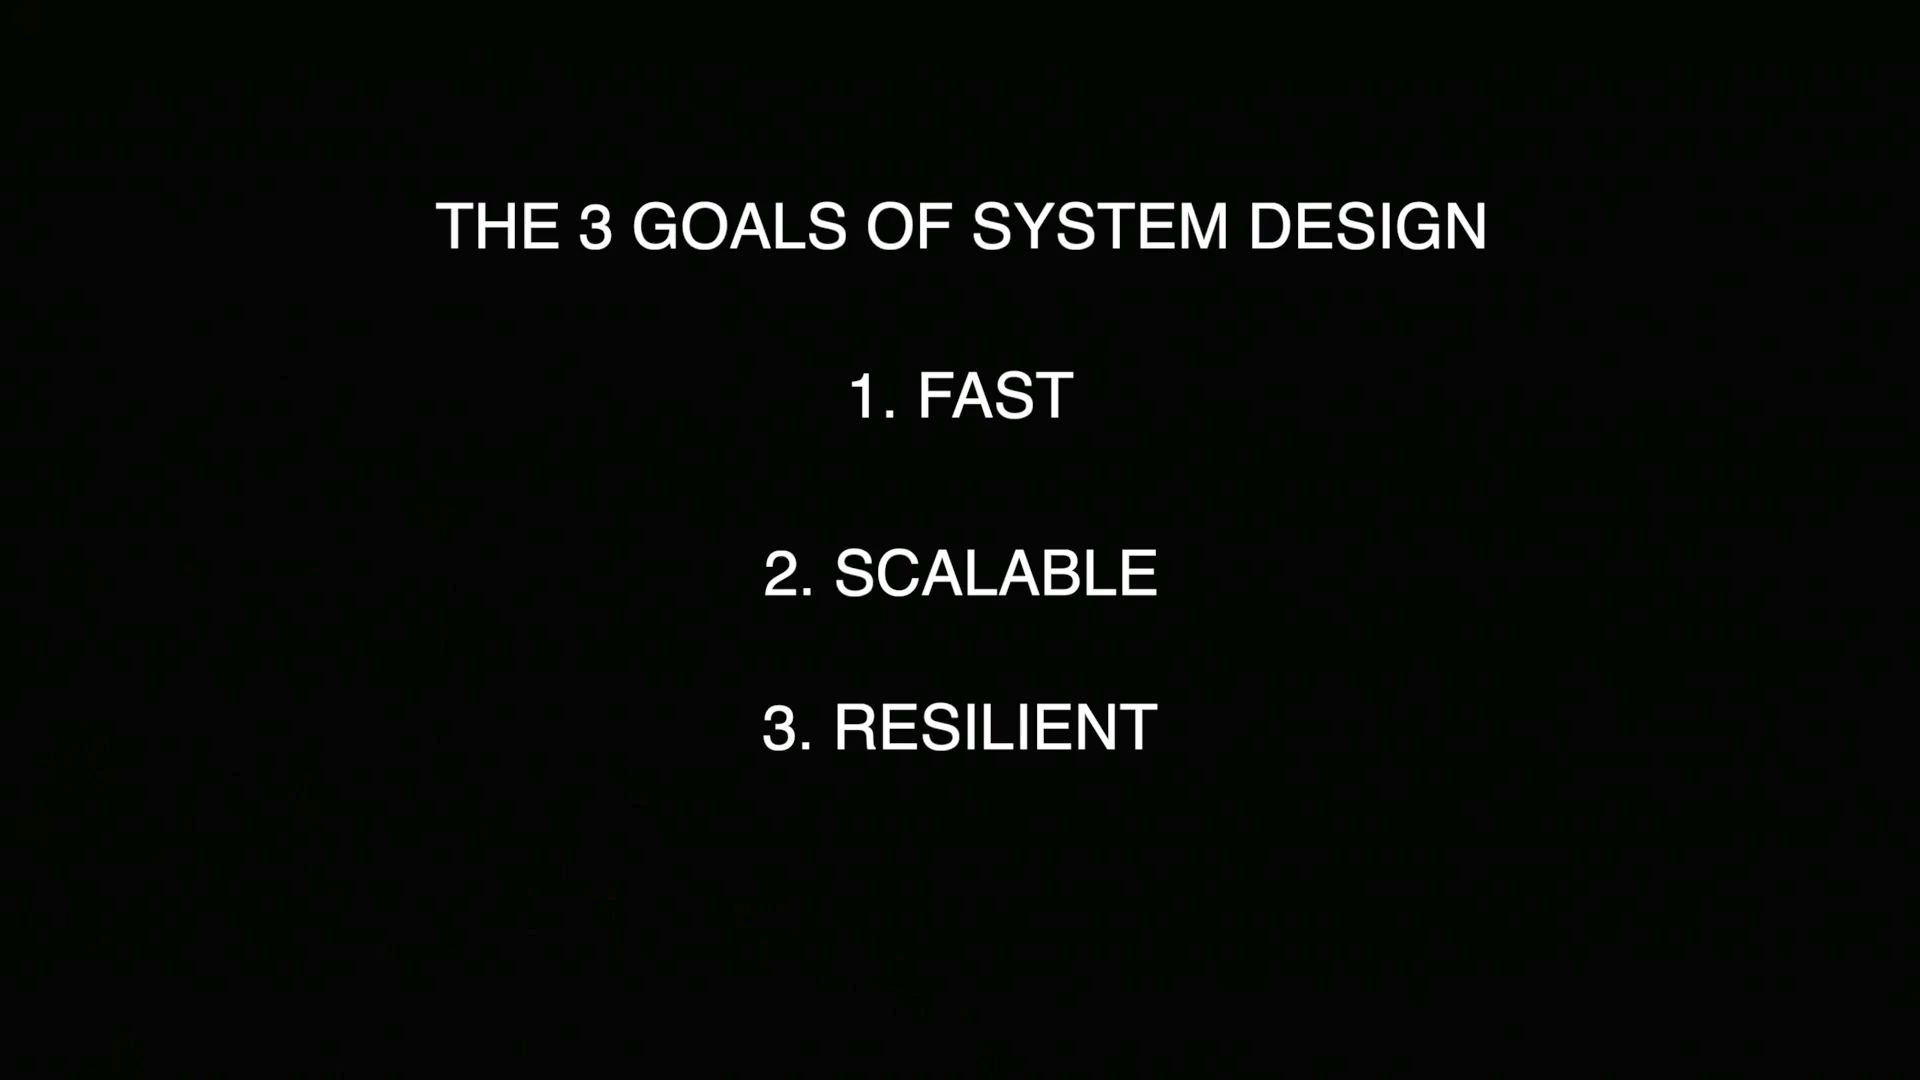 THE 3 GOALS OF SYSTEM DESIGN
1. FAST
2. SCALABLE
3. RESILIENT